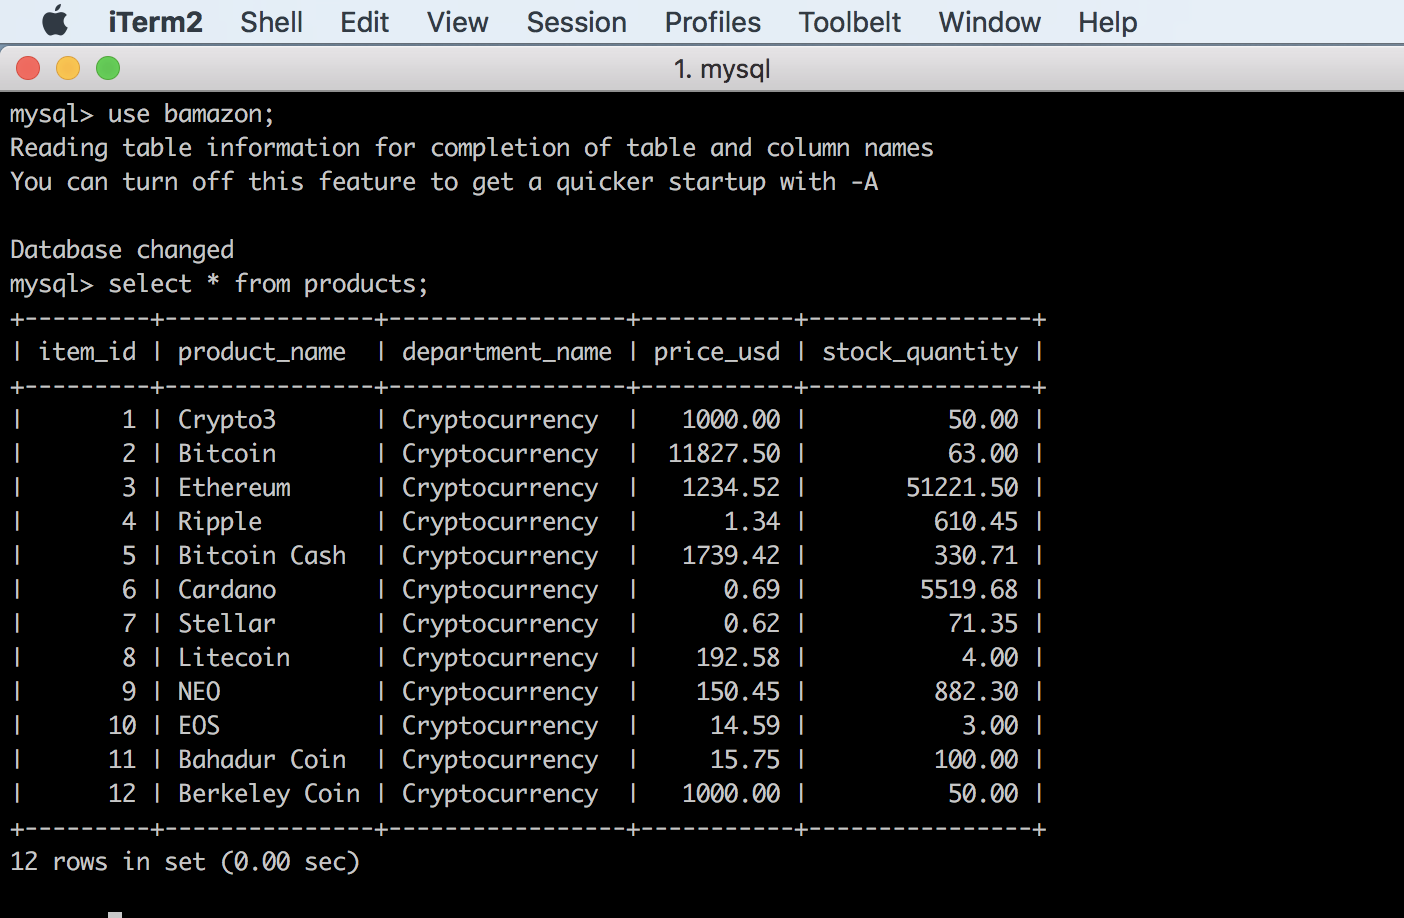 iTerm2 Shell Edit View Session Profiles Toolbelt Window Help
1. mysql
mysql> use bamazon;
Reading table information for completion of table and column names
You can turn off this feature to get a quicker startup with -A
Database changed
mysql> select * from products;
+---------+---------------+-----------------+-----------+----------------+
| item_id | product_name  | department_name | price_usd | stock_quantity |
+---------+---------------+-----------------+-----------+----------------+
|       1 | Crypto3       | Cryptocurrency  |   1000.00 |          50.00 |
|       2 | Bitcoin       | Cryptocurrency  |  11827.50 |          63.00 |
|       3 | Ethereum      | Cryptocurrency  |   1234.52 |       51221.50 |
|       4 | Ripple        | Cryptocurrency  |      1.34 |         610.45 |
|       5 | Bitcoin Cash  | Cryptocurrency  |   1739.42 |         330.71 |
|       6 | Cardano       | Cryptocurrency  |      0.69 |        5519.68 |
|       7 | Stellar       | Cryptocurrency  |      0.62 |          71.35 |
|       8 | Litecoin      | Cryptocurrency  |    192.58 |           4.00 |
|       9 | NEO           | Cryptocurrency  |    150.45 |         882.30 |
|      10 | EOS           | Cryptocurrency  |     14.59 |           3.00 |
|      11 | Bahadur Coin  | Cryptocurrency  |     15.75 |         100.00 |
|      12 | Berkeley Coin | Cryptocurrency  |   1000.00 |          50.00 |
+---------+---------------+-----------------+-----------+----------------+
12 rows in set (0.00 sec)